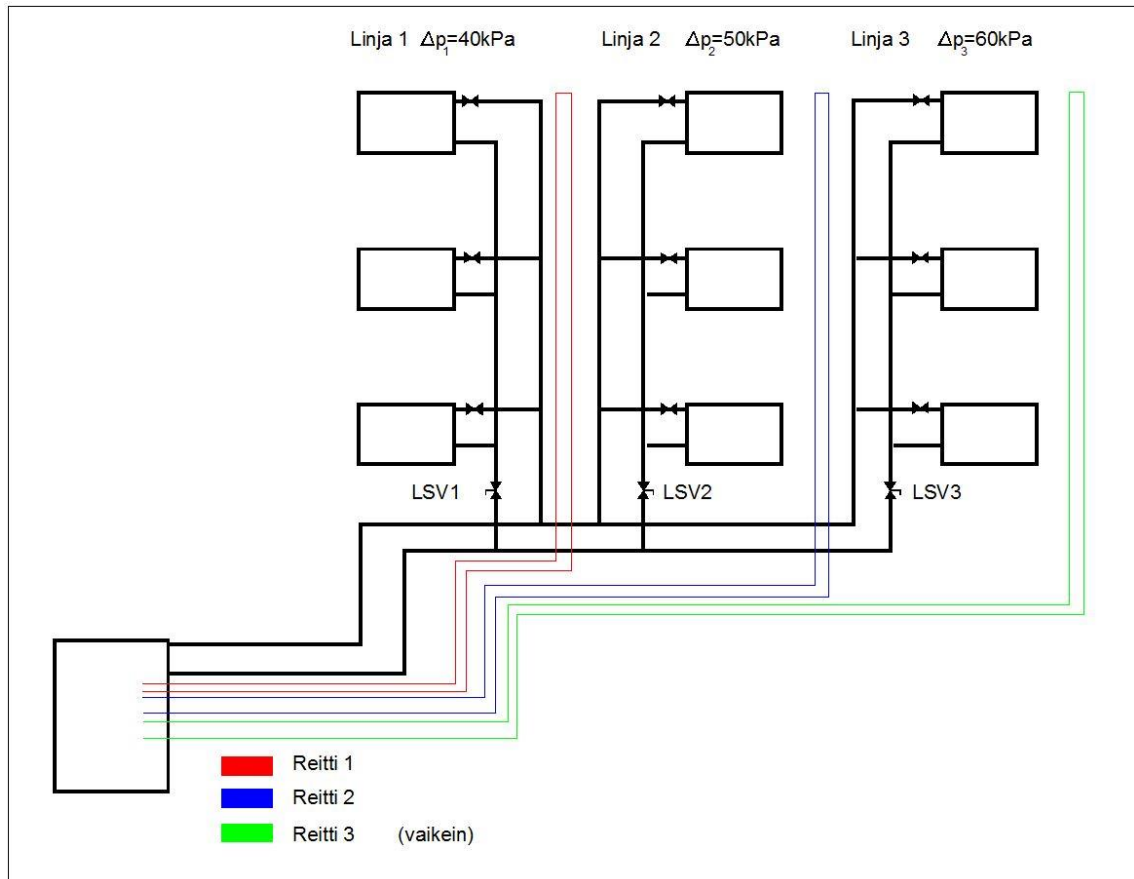 Linja 1 Δp1=40kPa
Linja 2 Δp2=50kPa
Linja 3 Δp3=60kPa
LSV1
LSV2
LSV3
Reitti 1
Reitti 2
Reitti 3 (vaikein)